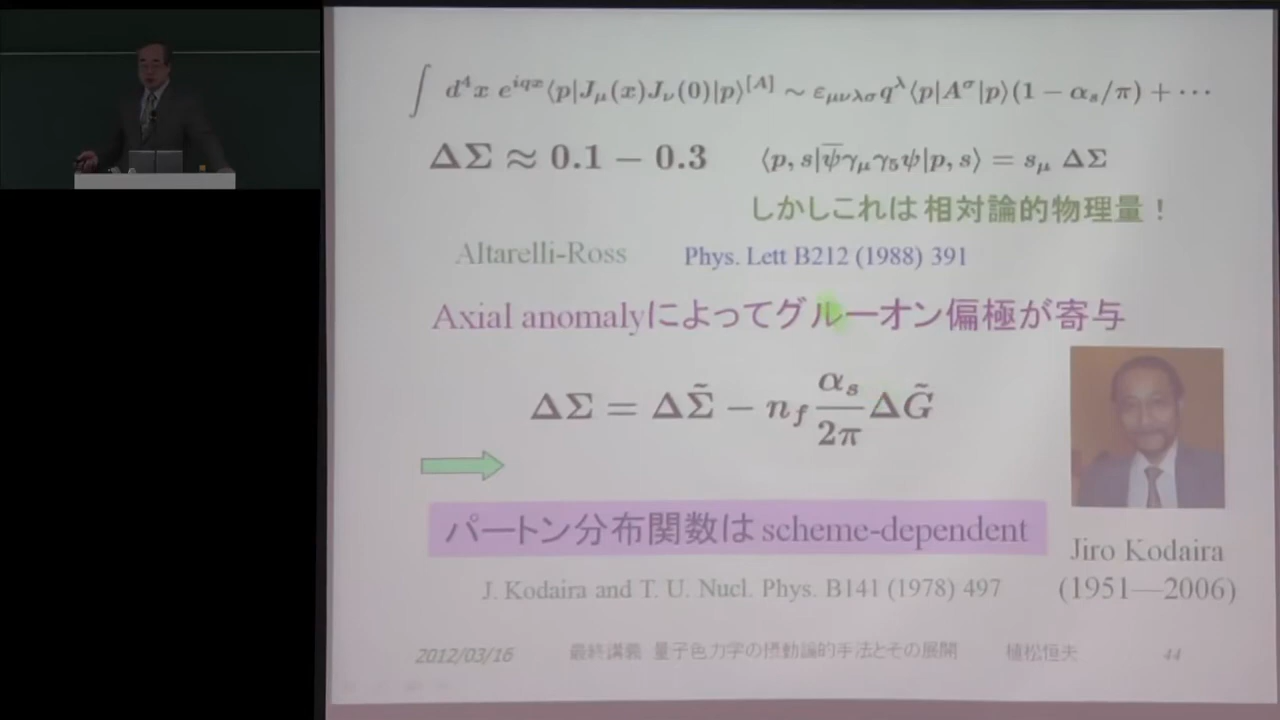 ∫ d⁴x e^{iqx}⟨p|J_μ(x)J_ν(0)|p⟩^{[A]} ∼ ε_{μνλσ}q^λ⟨p|A^σ|p⟩(1 − α_s/π) + ⋯
ΔΣ ≈ 0.1 − 0.3 ⟨p, s|ψ̄γ_μγ_5ψ|p, s⟩ = s_μ ΔΣ
しかしこれは 相対論的物理量！
Altarelli-Ross Phys. Lett B212 (1988) 391
Axial anomalyによってグルーオン偏極が寄与
ΔΣ = ΔΣ̃ − n_f α_s/2π ΔG̃
パートン分布関数は scheme-dependent
Jiro Kodaira
(1951—2006)
J. Kodaira and T. U. Nucl. Phys. B141 (1978) 497
2012/03/16 最終講義 量子色力学の摂動論的手法とその展開 植松恒夫 44